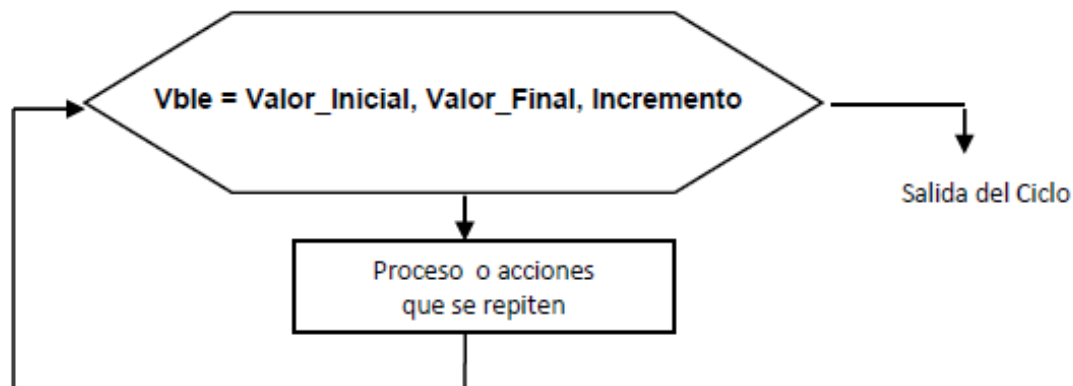 Vble = Valor_Inicial, Valor_Final, Incremento
Salida del Ciclo
Proceso o acciones
que se repiten